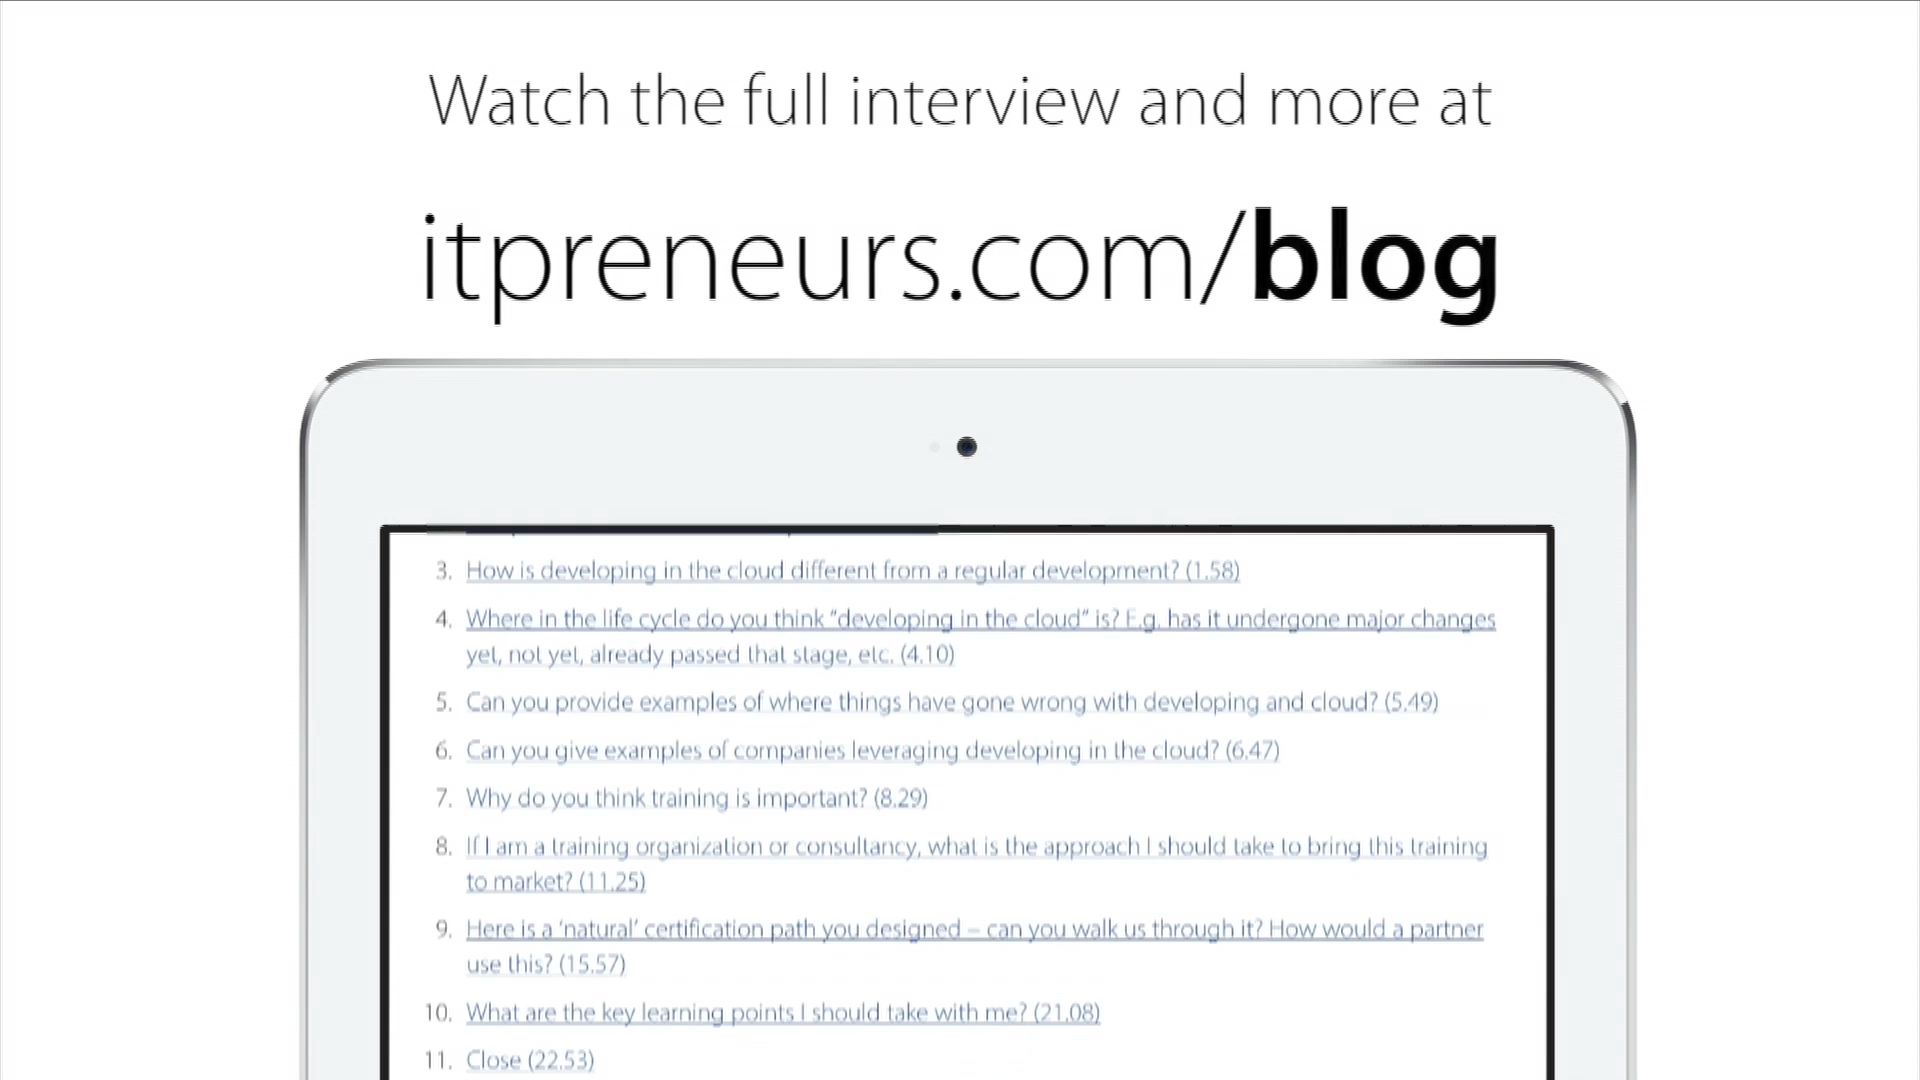 Watch the full interview and more at
itpreneurs.com/blog
3. How is developing in the cloud different from a regular development? (1.58)
4. Where in the life cycle do you think “developing in the cloud” is? E.g. has it undergone major changes
yet, not yet, already passed that stage, etc. (4.10)
5. Can you provide examples of where things have gone wrong with developing and cloud? (5.49)
6. Can you give examples of companies leveraging developing in the cloud? (6.47)
7. Why do you think training is important? (8.29)
8. If I am a training organization or consultancy, what is the approach I should take to bring this training
to market? (11.25)
9. Here is a ‘natural’ certification path you designed – can you walk us through it? How would a partner
use this? (15.57)
10. What are the key learning points I should take with me? (21.08)
11. Close (22.53)